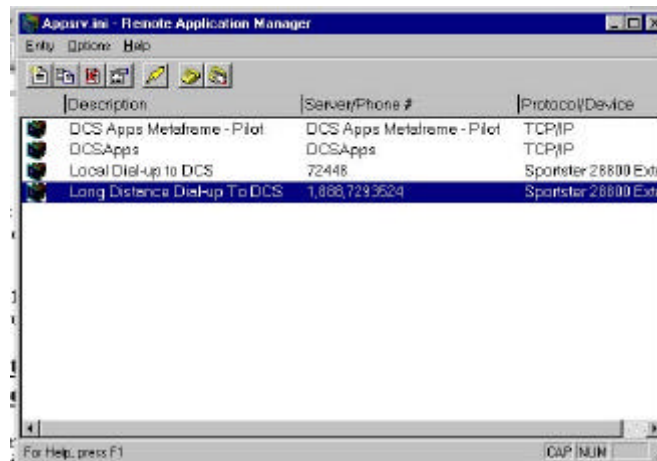 Appsrv.ini - Remote Application Manager
Entry Options Help
Description Server/Phone # Protocol/Device
DCS Apps Metaframe - Pilot DCS Apps Metaframe - Pilot TCP/IP
DCSApps DCSApps TCP/IP
Local Dial-up to DCS 72448 Sportster 28800 Exte
Long Distance Dial-up To DCS 1,888,7293524 Sportster 28800 Exte
For Help, press F1 CAP NUM